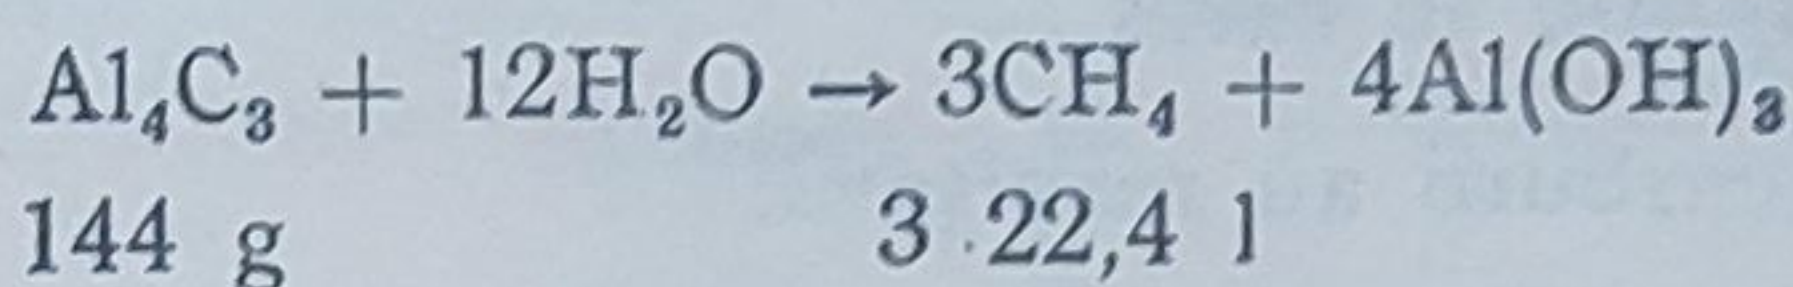 Al₄C₃ + 12H₂O → 3CH₄ + 4Al(OH)₃
144 g 3 · 22,4 l